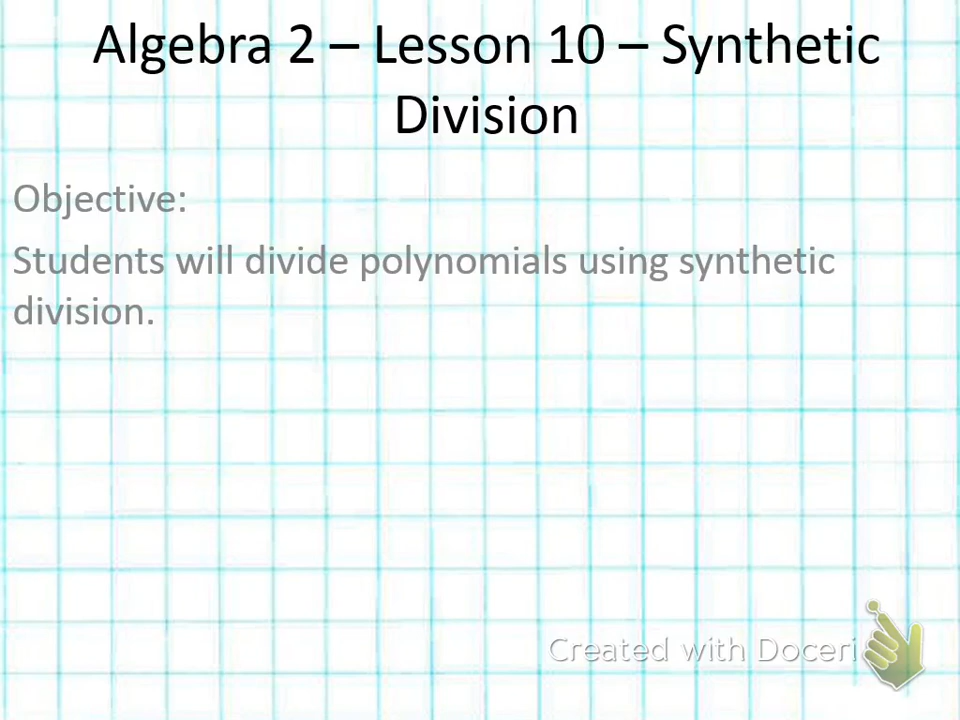 Algebra 2 – Lesson 10 – Synthetic
Division
Objective:
Students will divide polynomials using synthetic
division.
Created with Doceri